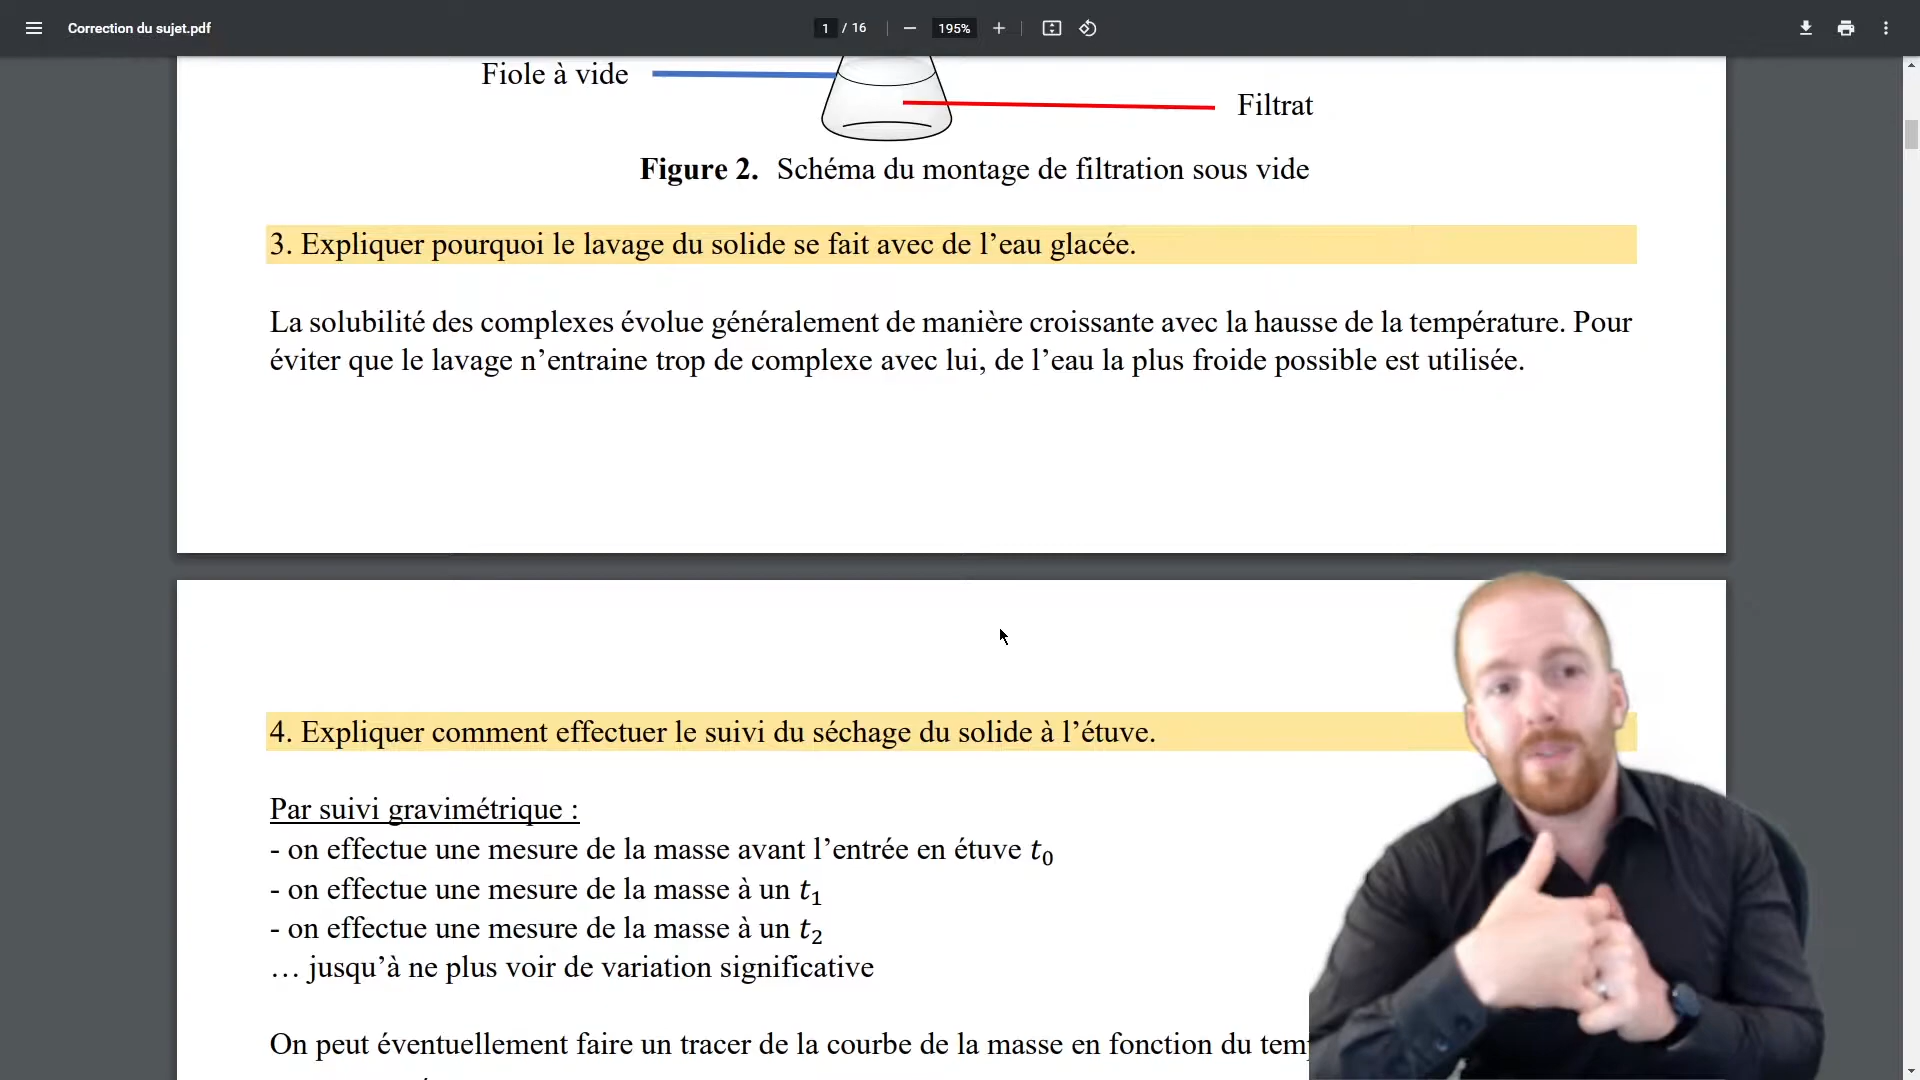 Correction du sujet.pdf
1 / 16
195%
Fiole à vide
Filtrat
Figure 2. Schéma du montage de filtration sous vide
3. Expliquer pourquoi le lavage du solide se fait avec de l’eau glacée.
La solubilité des complexes évolue généralement de manière croissante avec la hausse de la température. Pour
éviter que le lavage n’entraine trop de complexe avec lui, de l’eau la plus froide possible est utilisée.
4. Expliquer comment effectuer le suivi du séchage du solide à l’étuve.
Par suivi gravimétrique :
- on effectue une mesure de la masse avant l’entrée en étuve t₀
- on effectue une mesure de la masse à un t₁
- on effectue une mesure de la masse à un t₂
… jusqu’à ne plus voir de variation significative
On peut éventuellement faire un tracer de la courbe de la masse en fonction du